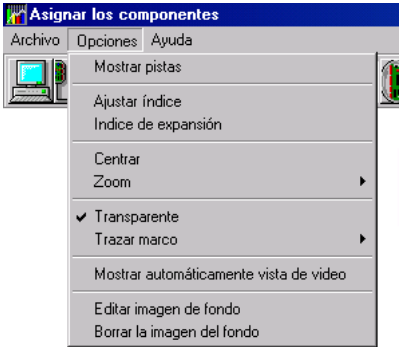 Asignar los componentes
Archivo Opciones Ayuda
Mostrar pistas
Ajustar índice
Indice de expansión
Centrar
Zoom
Transparente
Trazar marco
Mostrar automáticamente vista de video
Editar imagen de fondo
Borrar la imagen del fondo